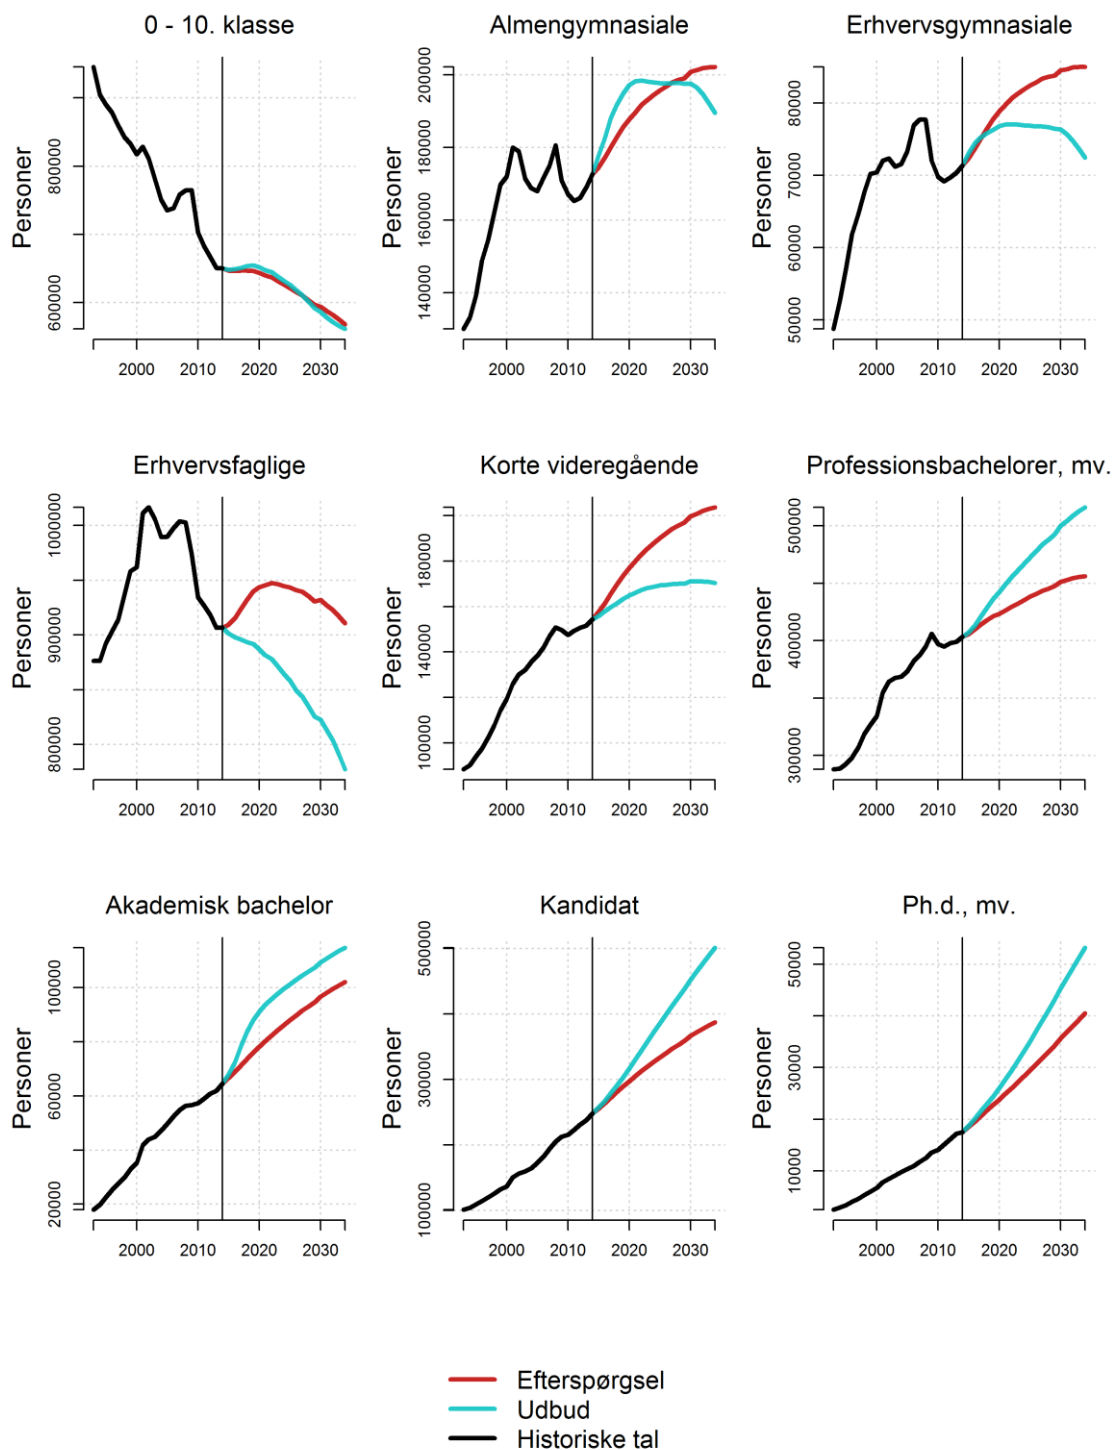 0 - 10. klasse
Personer
600000
800000
2000 2010 2020 2030
Almengymnasiale
Personer
140000 160000 180000 200000
2000 2010 2020 2030
Erhvervsgymnasiale
Personer
50000 60000 70000 80000
2000 2010 2020 2030
Erhvervsfaglige
Personer
800000 900000 1000000
2000 2010 2020 2030
Korte videregående
Personer
100000 140000 180000
2000 2010 2020 2030
Professionsbachelorer, mv.
Personer
300000 400000 500000
2000 2010 2020 2030
Akademisk bachelor
Personer
20000 60000 100000
2000 2010 2020 2030
Kandidat
Personer
100000 300000 500000
2000 2010 2020 2030
Ph.d., mv.
Personer
10000 30000 50000
2000 2010 2020 2030
Efterspørgsel
Udbud
Historiske tal